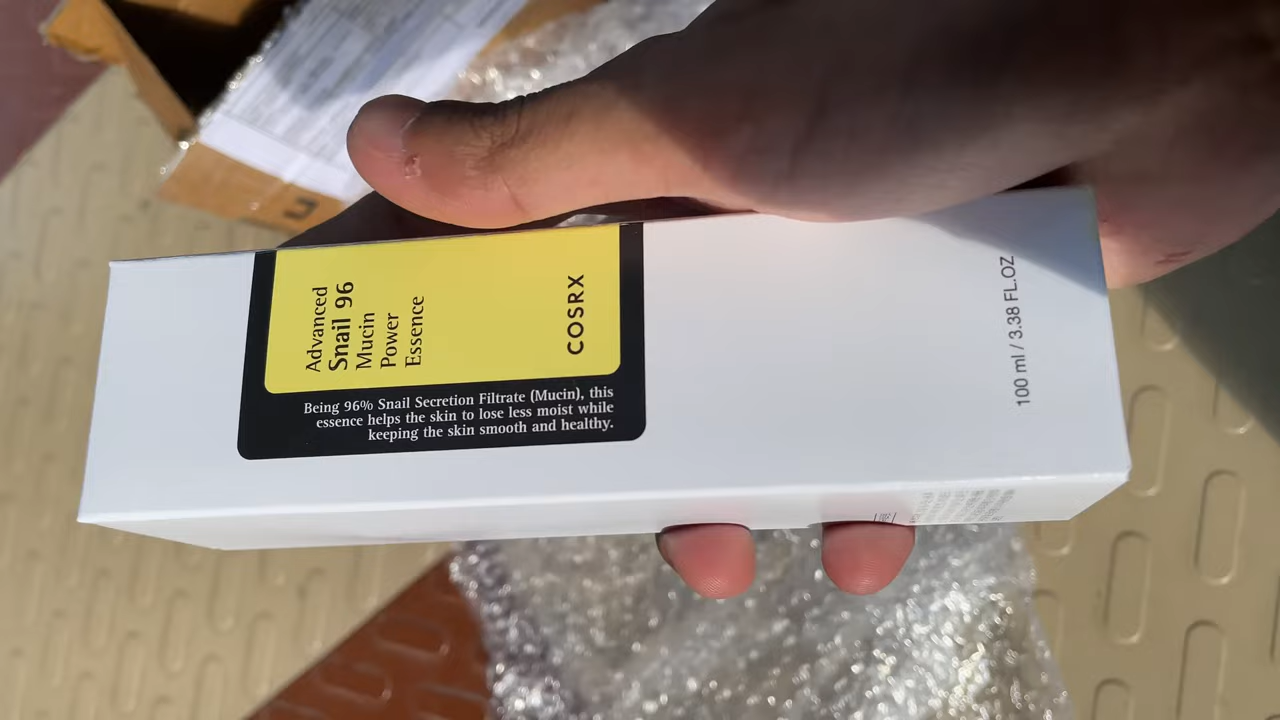 Advanced
Snail 96
Mucin
Power
Essence
COSRX
Being 96% Snail Secretion Filtrate (Mucin), this
essence helps the skin to lose less moist while
keeping the skin smooth and healthy.
100 ml / 3.38 FL.OZ